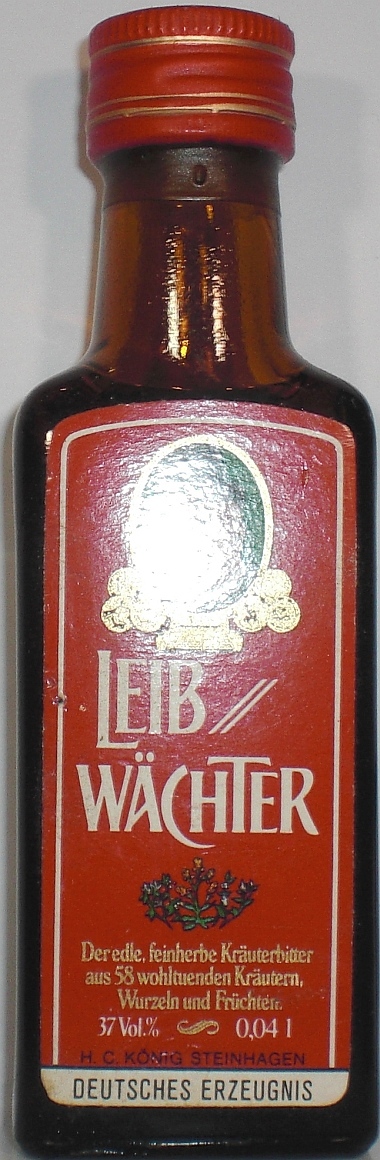 LEIB
WÄCHTER
Der edle, feinherbe Kräuterbitter
aus 58 wohltuenden Kräutern,
Wurzeln und Früchten.
37 Vol.% 0,04 l
H. C. KÖNIG STEINHAGEN
DEUTSCHES ERZEUGNIS